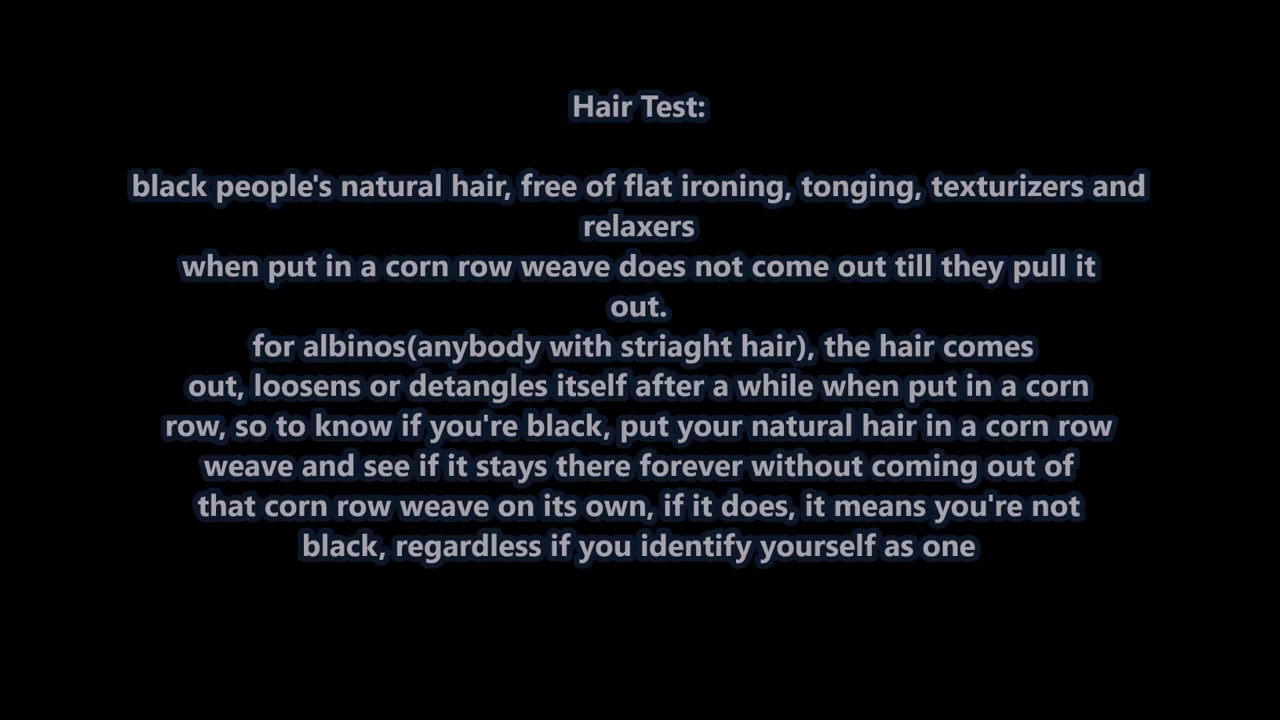 Hair Test:
black people's natural hair, free of flat ironing, tonging, texturizers and
relaxers
when put in a corn row weave does not come out till they pull it
out.
for albinos(anybody with striaght hair), the hair comes
out, loosens or detangles itself after a while when put in a corn
row, so to know if you're black, put your natural hair in a corn row
weave and see if it stays there forever without coming out of
that corn row weave on its own, if it does, it means you're not
black, regardless if you identify yourself as one